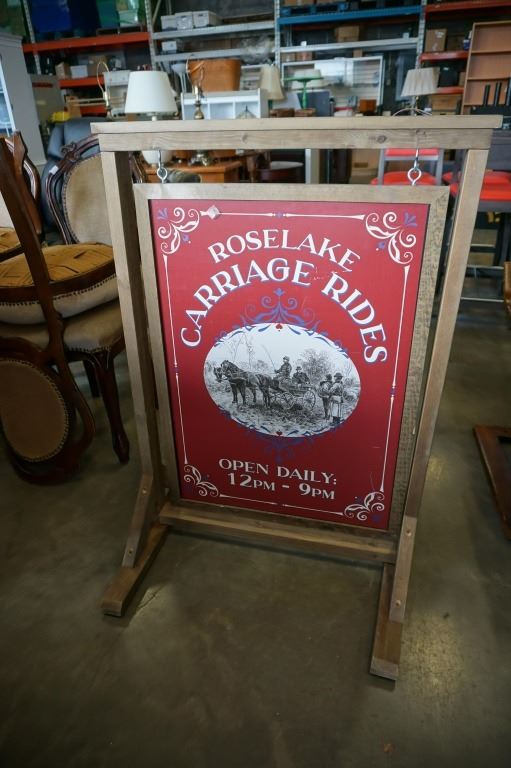 ROSELAKE
CARRIAGE RIDES
OPEN DAILY:
12PM - 9PM